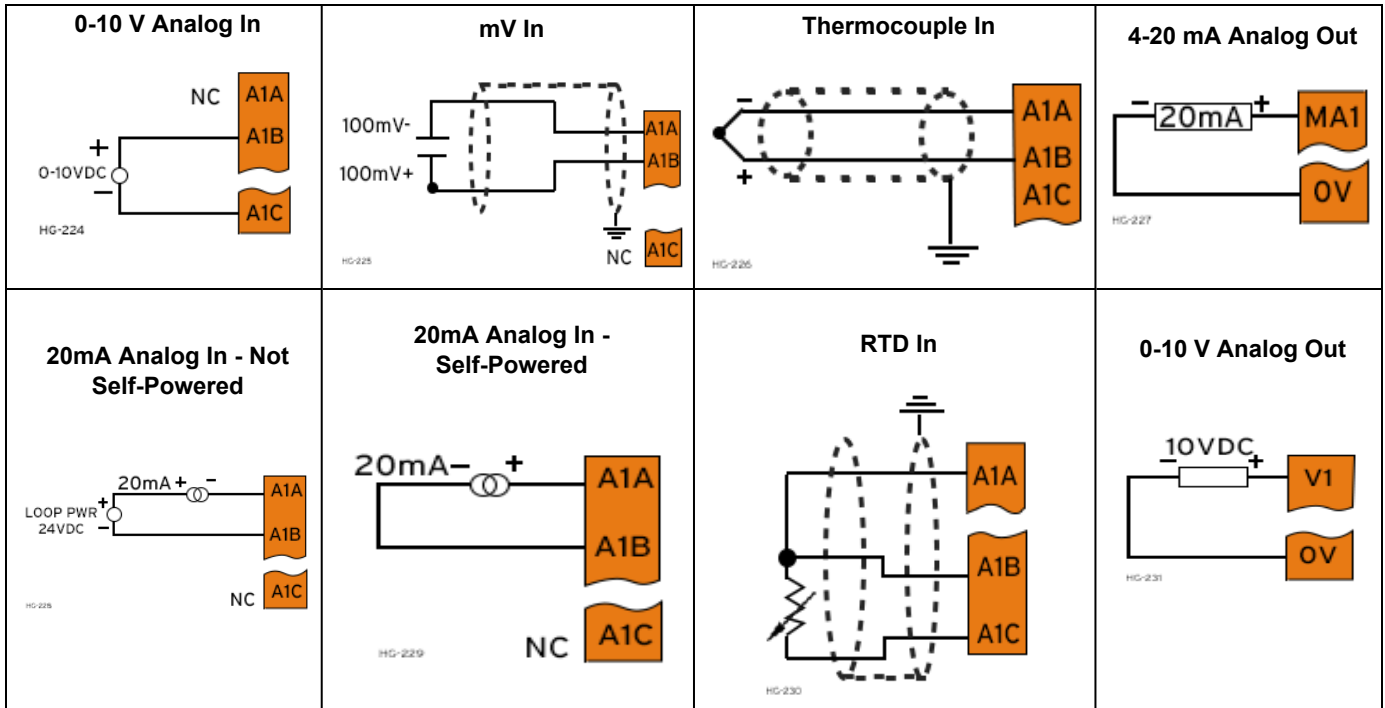 0-10 V Analog In
NC
A1A
A1B
+
0-10VDC
−
A1C
HG-224
mV In
100mV-
100mV+
A1A
A1B
NC
A1C
HG-225
Thermocouple In
−
+
A1A
A1B
A1C
HG-226
4-20 mA Analog Out
− 20mA +
MA1
0V
HG-227
20mA Analog In - Not
Self-Powered
20mA + −
LOOP PWR +
24VDC −
A1A
A1B
NC
A1C
20mA Analog In -
Self-Powered
20mA− +
A1A
A1B
NC
A1C
HG-229
RTD In
A1A
A1B
A1C
HG-230
0-10 V Analog Out
10VDC
− +
V1
0V
HG-231